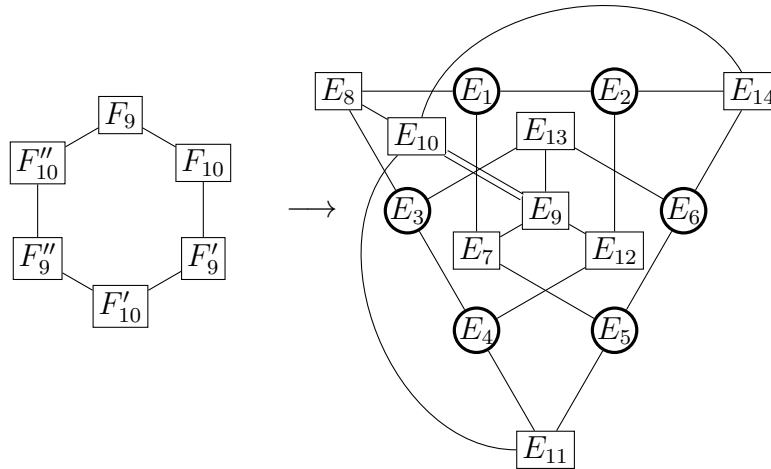 F₉
F₁₀
F″₁₀
F″₉
F′₉
F′₁₀
⟶
E₈
E₁
E₂
E₁₄
E₁₀
E₁₃
E₃
E₉
E₆
E₇
E₁₂
E₄
E₅
E₁₁